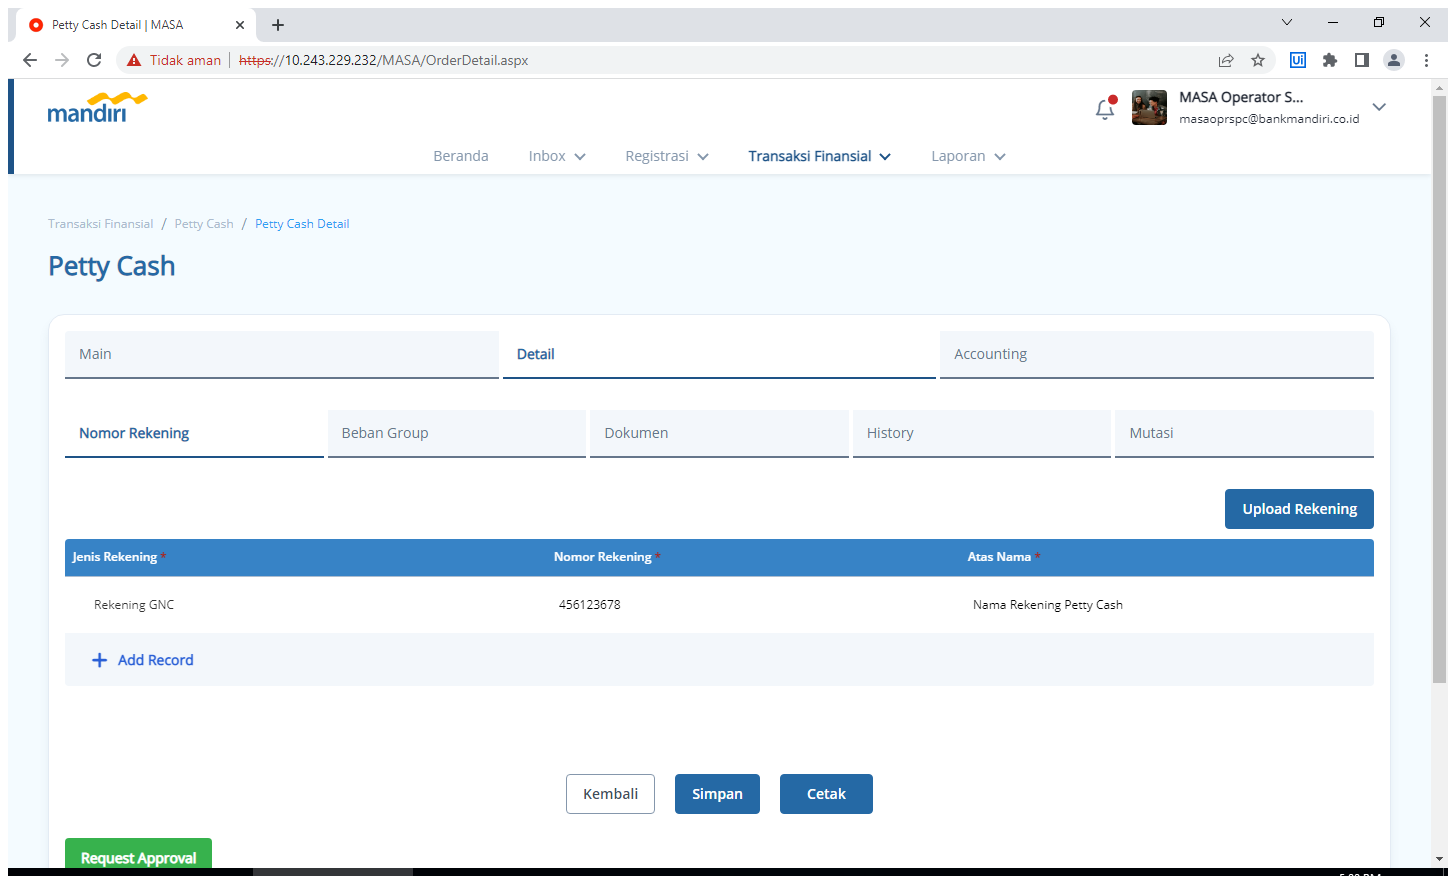 Petty Cash Detail | MASA
Tidak aman https://10.243.229.232/MASA/OrderDetail.aspx
Ui
mandiri
MASA Operator S...
masaoprspc@bankmandiri.co.id
Beranda Inbox Registrasi Transaksi Finansial Laporan
Transaksi Finansial / Petty Cash / Petty Cash Detail
Petty Cash
Main Detail Accounting
Nomor Rekening Beban Group Dokumen History Mutasi
Upload Rekening
Jenis Rekening * Nomor Rekening * Atas Nama *
Rekening GNC 456123678 Nama Rekening Petty Cash
+ Add Record
Kembali Simpan Cetak
Request Approval